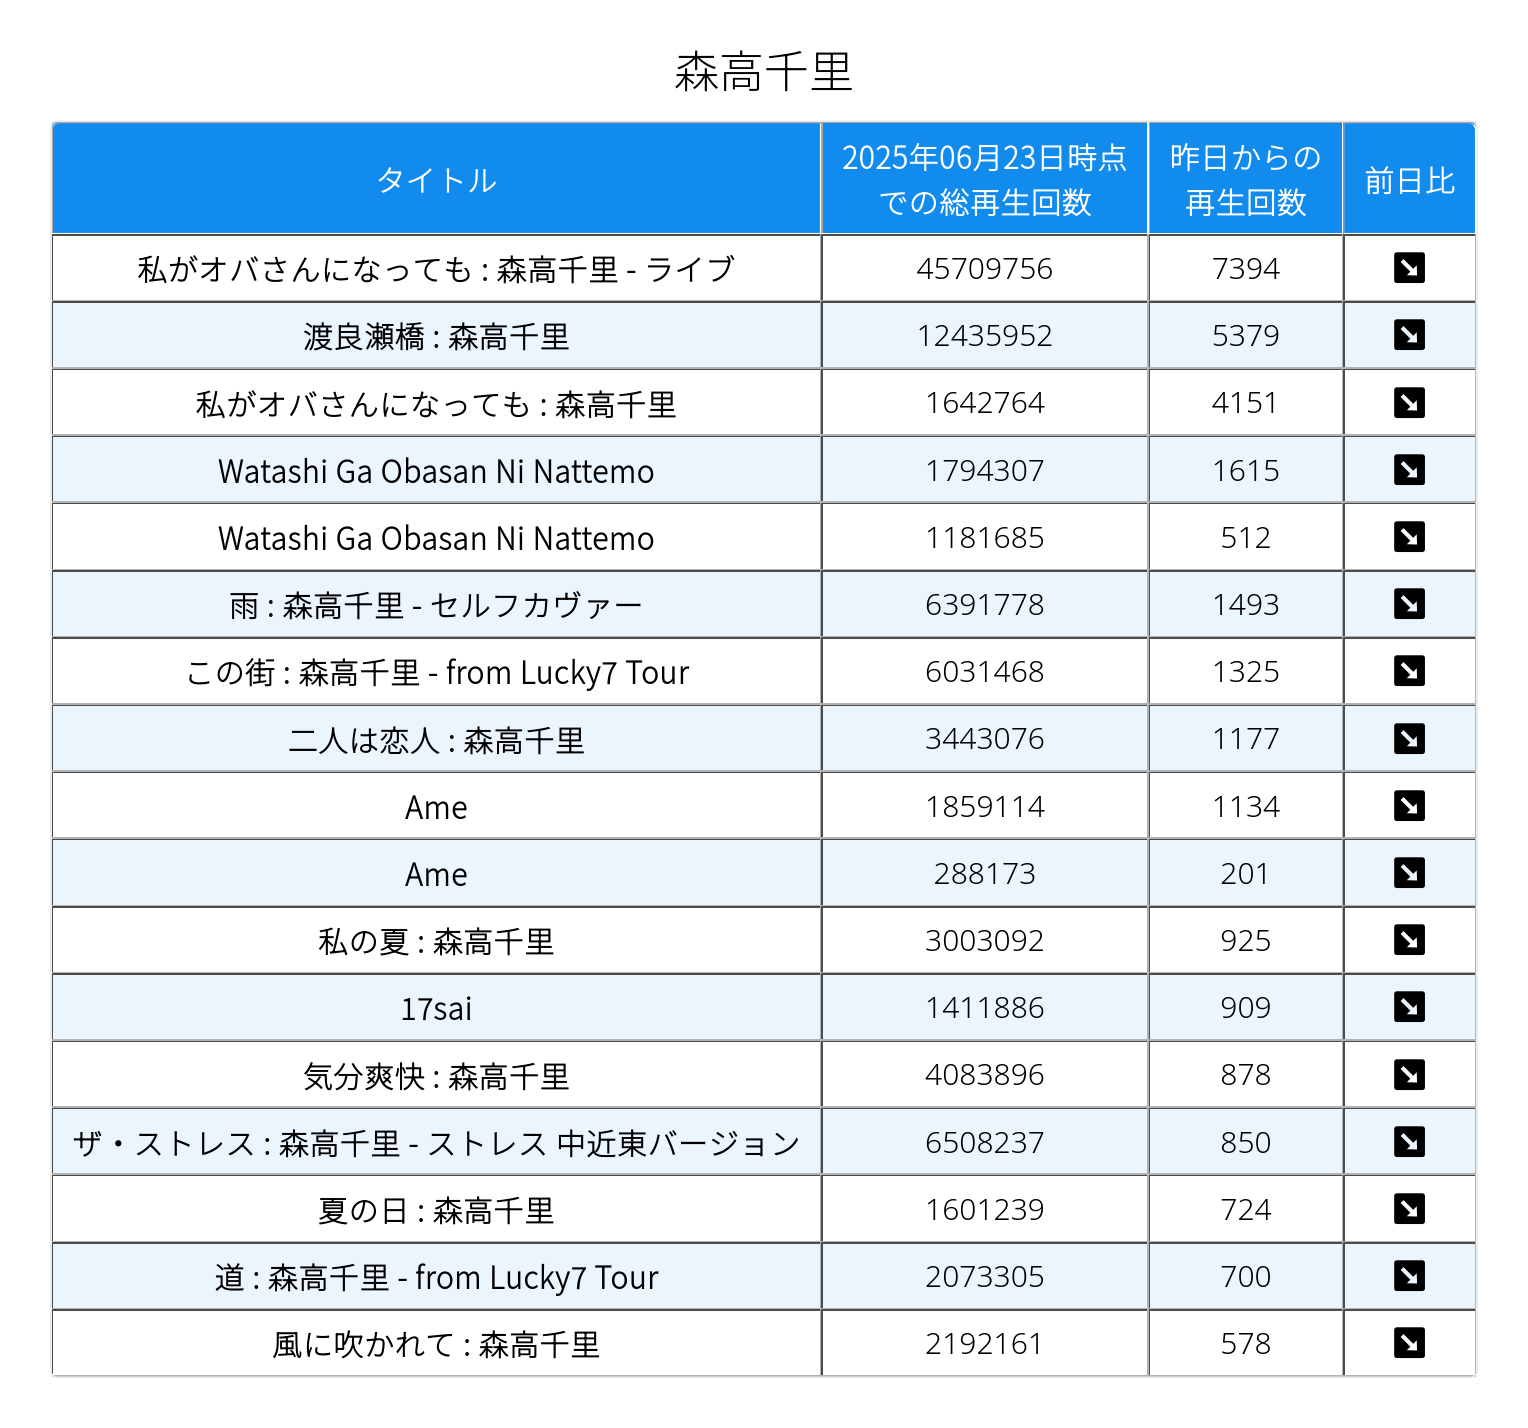 森高千里
タイトル
2025年06月23日時点
での総再生回数
昨日からの
再生回数
前日比
私がオバさんになっても : 森高千里 - ライブ 45709756 7394
渡良瀬橋 : 森高千里 12435952 5379
私がオバさんになっても : 森高千里 1642764 4151
Watashi Ga Obasan Ni Nattemo 1794307 1615
Watashi Ga Obasan Ni Nattemo 1181685 512
雨 : 森高千里 - セルフカヴァー 6391778 1493
この街 : 森高千里 - from Lucky7 Tour 6031468 1325
二人は恋人 : 森高千里 3443076 1177
Ame 1859114 1134
Ame 288173 201
私の夏 : 森高千里 3003092 925
17sai 1411886 909
気分爽快 : 森高千里 4083896 878
ザ・ストレス : 森高千里 - ストレス 中近東バージョン 6508237 850
夏の日 : 森高千里 1601239 724
道 : 森高千里 - from Lucky7 Tour 2073305 700
風に吹かれて : 森高千里 2192161 578